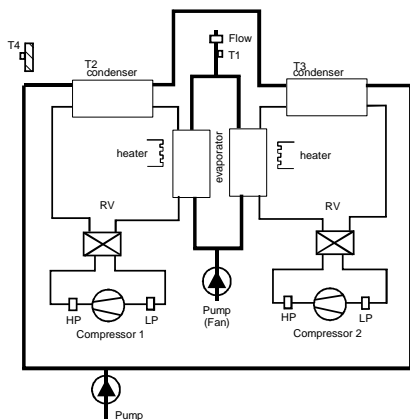 Flow
T4
T1
T2
condenser
T3
condenser
heater
evaporator
heater
RV
RV
Pump
(Fan)
HP
LP
HP
LP
Compressor 1
Compressor 2
Pump